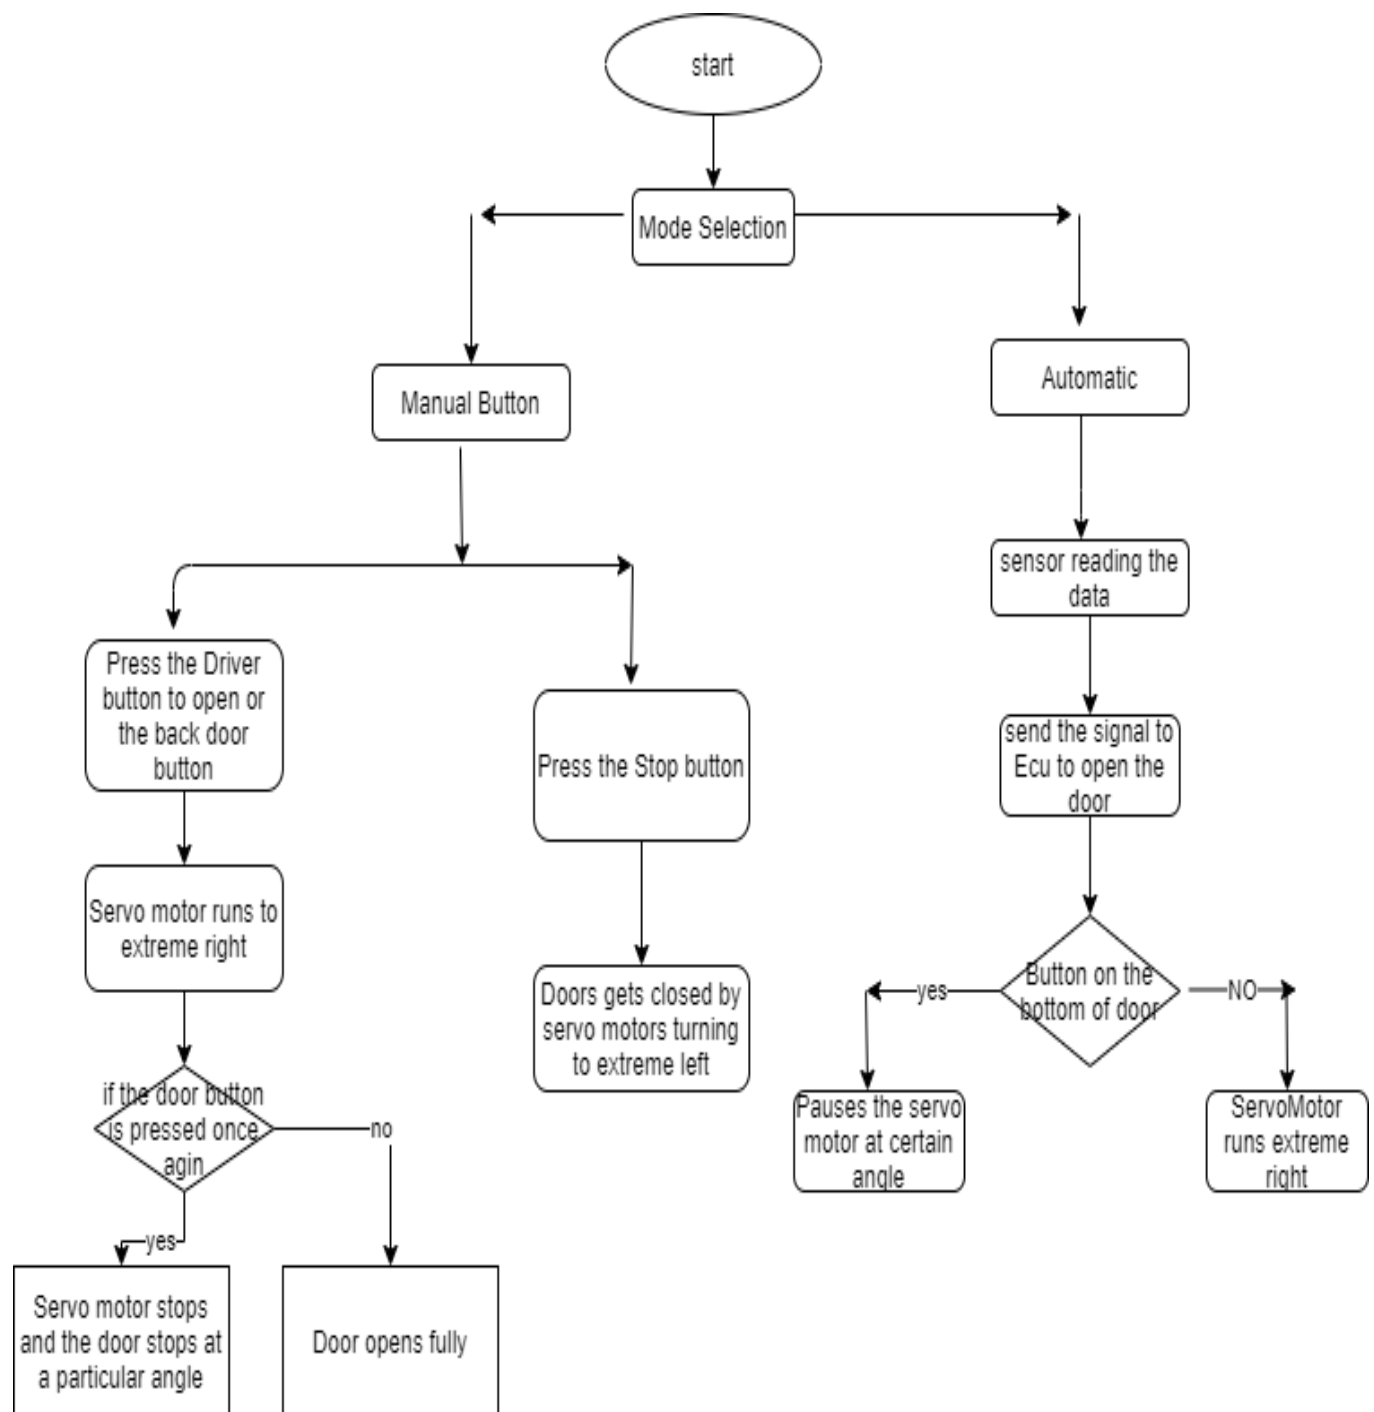 start
Mode Selection
Manual Button
Automatic
sensor reading the
data
Press the Driver
button to open or
the back door
button
Press the Stop button
send the signal to
Ecu to open the
door
Servo motor runs to
extreme right
Doors gets closed by
servo motors turning
to extreme left
Button on the
bottom of door
yes
NO
if the door button
is pressed once
agin
no
yes
Pauses the servo
motor at certain
angle
ServoMotor
runs extreme
right
Servo motor stops
and the door stops at
a particular angle
Door opens fully